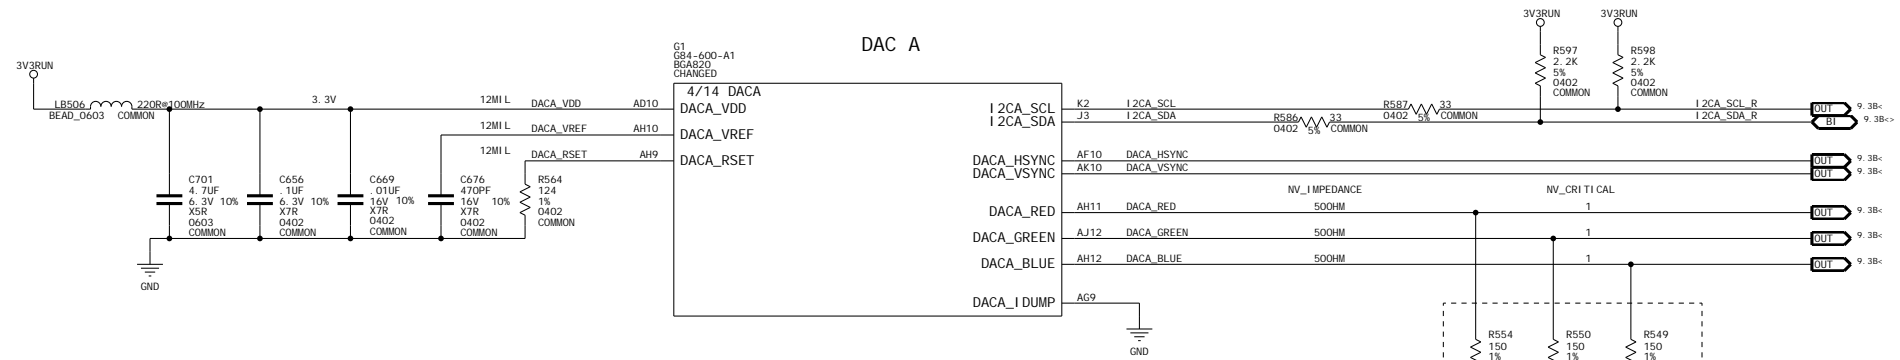 DAC A
3V3RUN
3V3RUN
3V3RUN
G1
G84-600-A1
BGA820
CHANGED
R597
2.2K
5%
0402
COMMON
R598
2.2K
5%
0402
COMMON
LB506 220R@100MHz
BEAD_0603 COMMON
3.3V
12MIL DACA_VDD AD10
12MIL DACA_VREF AH10
12MIL DACA_RSET AH9
4/14 DACA
DACA_VDD
DACA_VREF
DACA_RSET
I2CA_SCL
I2CA_SDA
DACA_HSYNC
DACA_VSYNC
DACA_RED
DACA_GREEN
DACA_BLUE
DACA_IDUMP
K2 I2CA_SCL
R587 33
0402 5% COMMON
I2CA_SCL_R OUT 9.3B<
J3 I2CA_SDA
R586 33
0402 5% COMMON
I2CA_SDA_R BI 9.3B<>
AF10 DACA_HSYNC OUT 9.3B<
AK10 DACA_VSYNC OUT 9.3B<
NV_IMPEDANCE NV_CRITICAL
AH11 DACA_RED 50OHM 1 OUT 9.3B<
AJ12 DACA_GREEN 50OHM 1 OUT 9.3B<
AH12 DACA_BLUE 50OHM 1 OUT 9.3B<
AG9
GND
C701
4.7UF
6.3V 10%
X5R
0603
COMMON
C656
.1UF
6.3V 10%
X7R
0402
COMMON
C669
.01UF
16V 10%
X7R
0402
COMMON
C676
470PF
16V 10%
X7R
0402
COMMON
R564
124
1%
0402
COMMON
GND
R554
150
1%
R550
150
1%
R549
150
1%